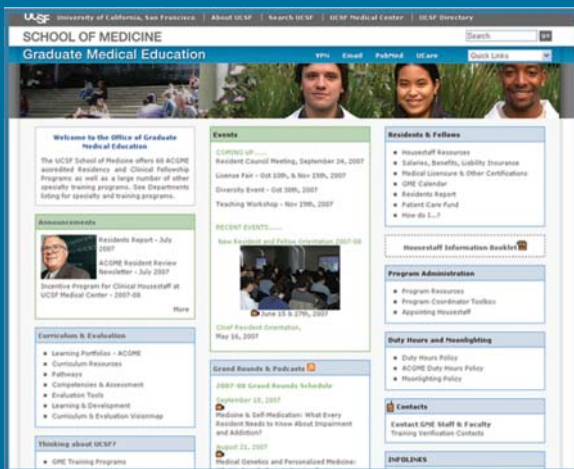 UCSF University of California, San Francisco | About UCSF | Search UCSF | UCSF Medical Center | UCSF Directory
SCHOOL OF MEDICINE
Search
go
Graduate Medical Education
VPN Email PubMed UCare
Quick Links
Welcome to the Office of Graduate
Medical Education
The UCSF School of Medicine offers 68 ACGME
accredited Residency and Clinical Fellowship
Programs as well as a large number of other
specialty training programs. See Departments
listing for specialty and training programs.
Announcements
Residents Report - July
2007
ACGME Resident Review
Newsletter - July 2007
Incentive Program for Clinical Housestaff at
UCSF Medical Center - 2007-08
More
Curriculum & Evaluation
Learning Portfolios - ACGME
Curriculum Resources
Pathways
Competencies & Assessment
Evaluation Tools
Learning & Development
Curriculum & Evaluation Visionmap
Thinking about UCSF?
GME Training Programs
Events
COMING UP.....
Resident Council Meeting, September 24, 2007
License Fair - Oct 10th, & Nov 15th, 2007
Diversity Event - Oct 30th, 2007
Teaching Workshop - Nov 29th, 2007
RECENT EVENTS.....
New Resident and Fellow Orientation 2007-08
June 15 & 27th, 2007
Chief Resident Orientation,
May 16, 2007
Grand Rounds & Podcasts
2007-08 Grand Rounds Schedule
September 18, 2007
Medicine & Self-Medication: What Every
Resident Needs to Know About Impairment
and Addiction?
August 21, 2007
Medical Genetics and Personalized Medicine:
Residents & Fellows
Housestaff Resources
Salaries, Benefits, Liability Insurance
Medical Licensure & Other Certifications
GME Calendar
Residents Report
Patient Care Fund
How do I...?
Housestaff Information Booklet
Program Administration
Program Resources
Program Coordinator Toolbox
Appointing Housestaff
Duty Hours and Moonlighting
Duty Hours Policy
ACGME Duty Hours Policy
Moonlighting Policy
Contacts
Contact GME Staff & Faculty
Training Verification Contacts
INFOLINES